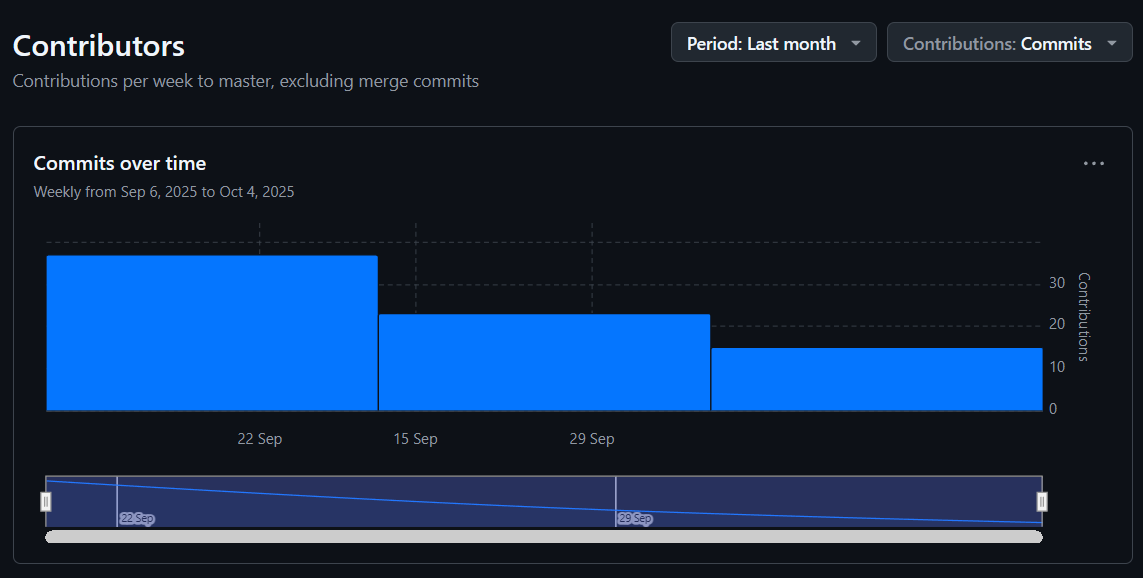 Contributors
Period: Last month
Contributions: Commits
Contributions per week to master, excluding merge commits
Commits over time
Weekly from Sep 6, 2025 to Oct 4, 2025
30
20
10
0
Contributions
22 Sep
15 Sep
29 Sep
22 Sep
29 Sep